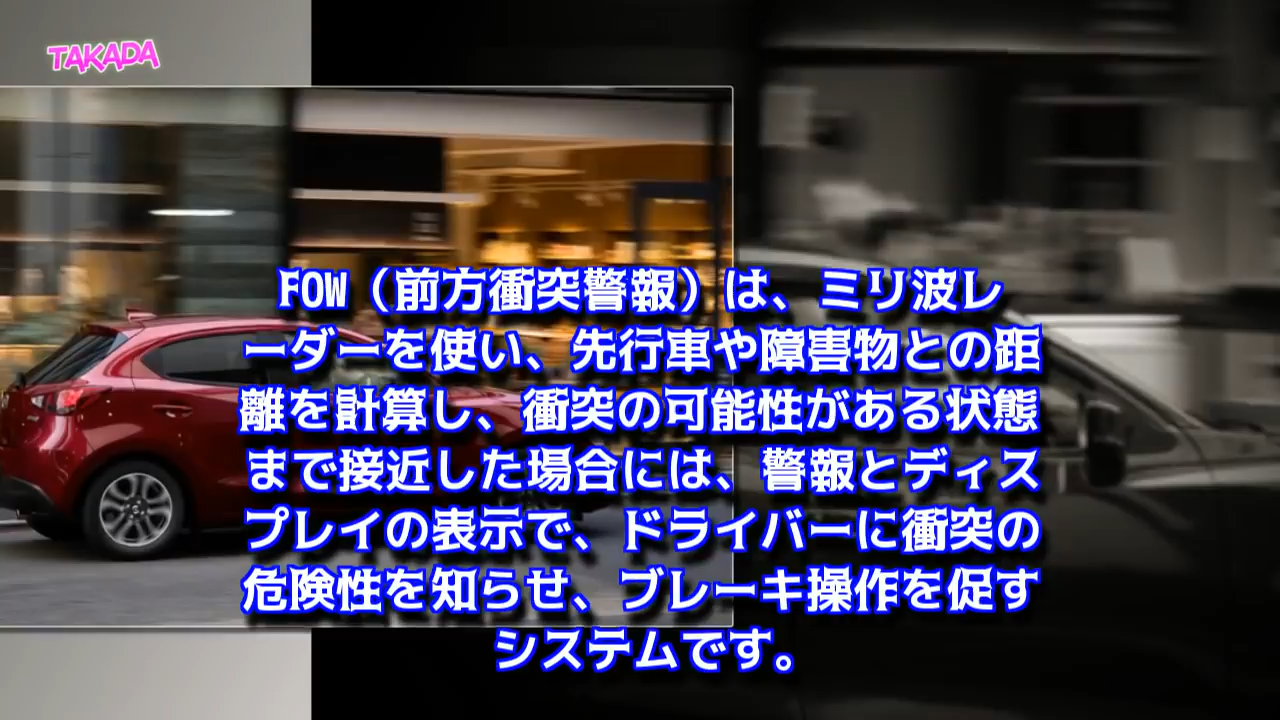 TAKADA
FOW（前方衝突警報）は、ミリ波レ
ーダーを使い、先行車や障害物との距
離を計算し、衝突の可能性がある状態
まで接近した場合には、警報とディス
プレイの表示で、ドライバーに衝突の
危険性を知らせ、ブレーキ操作を促す
システムです。